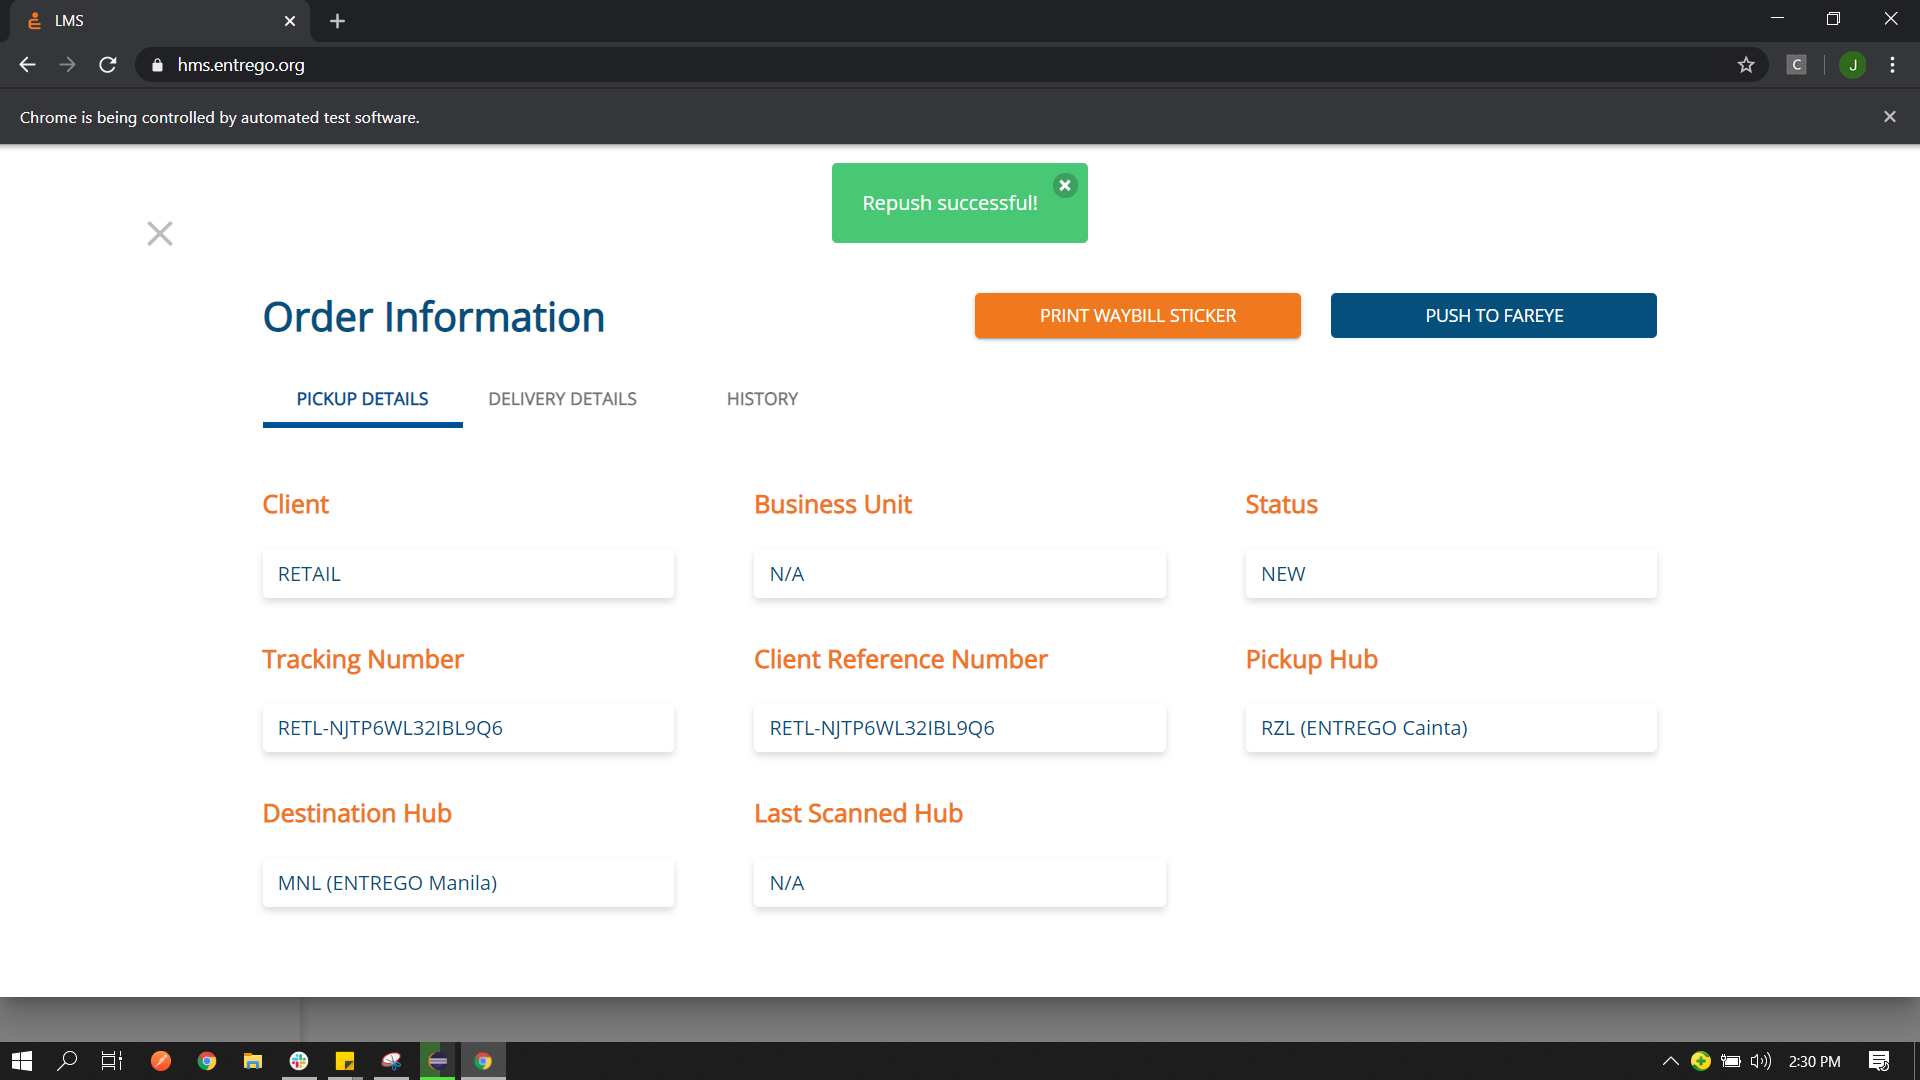 LMS
hms.entrego.org
C
J
Chrome is being controlled by automated test software.
Repush successful!
Order Information
PRINT WAYBILL STICKER
PUSH TO FAREYE
PICKUP DETAILS
DELIVERY DETAILS
HISTORY
Client
Business Unit
Status
RETAIL
N/A
NEW
Tracking Number
Client Reference Number
Pickup Hub
RETL-NJTP6WL32IBL9Q6
RETL-NJTP6WL32IBL9Q6
RZL (ENTREGO Cainta)
Destination Hub
Last Scanned Hub
MNL (ENTREGO Manila)
N/A
2:30 PM